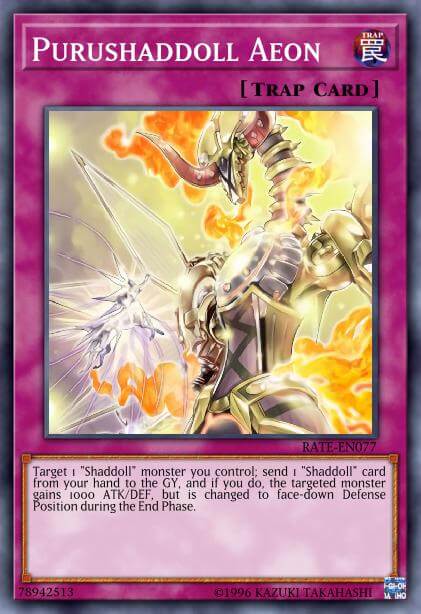 Purushaddoll Aeon
TRAP
罠
[Trap Card]
RATE-EN077
Target 1 "Shaddoll" monster you control; send 1 "Shaddoll" card
from your hand to the GY, and if you do, the targeted monster
gains 1000 ATK/DEF, but is changed to face-down Defense
Position during the End Phase.
78942513
©1996 KAZUKI TAKAHASHI